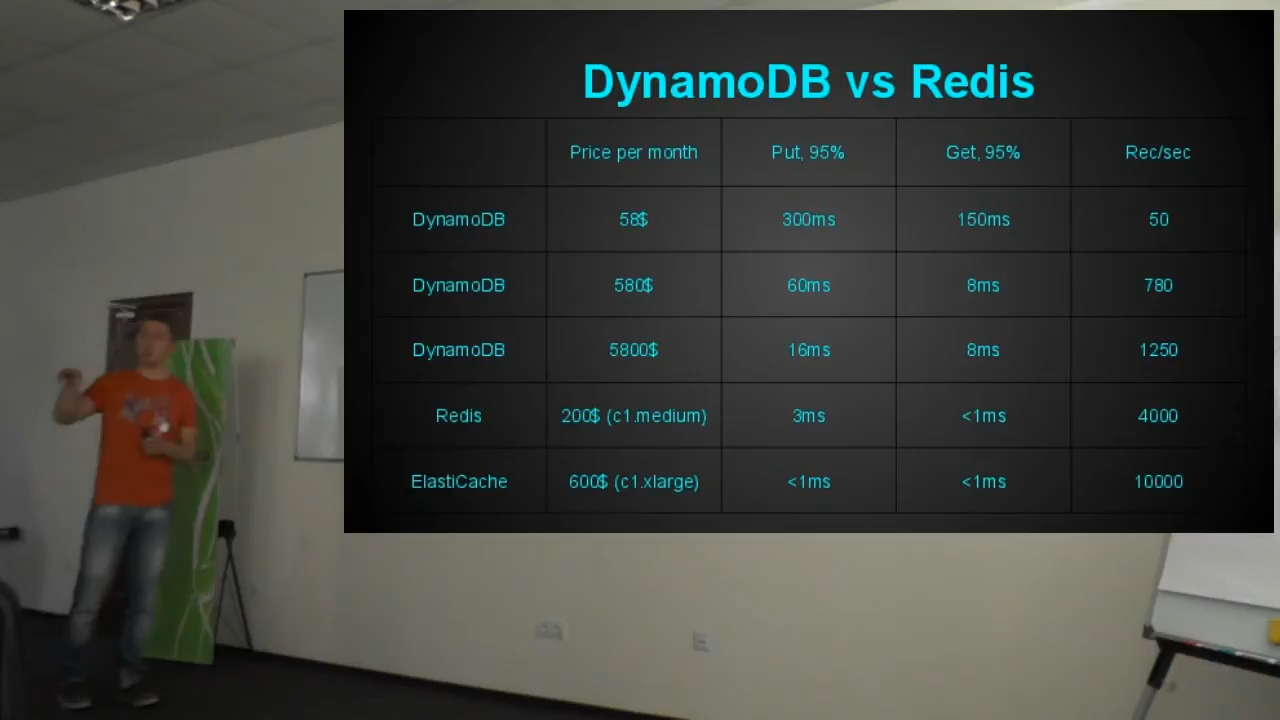 DynamoDB vs Redis
Price per month Put, 95% Get, 95% Rec/sec
DynamoDB 58$ 300ms 150ms 50
DynamoDB 580$ 60ms 8ms 780
DynamoDB 5800$ 16ms 8ms 1250
Redis 200$ (c1.medium) 3ms <1ms 4000
ElastiCache 600$ (c1.xlarge) <1ms <1ms 10000